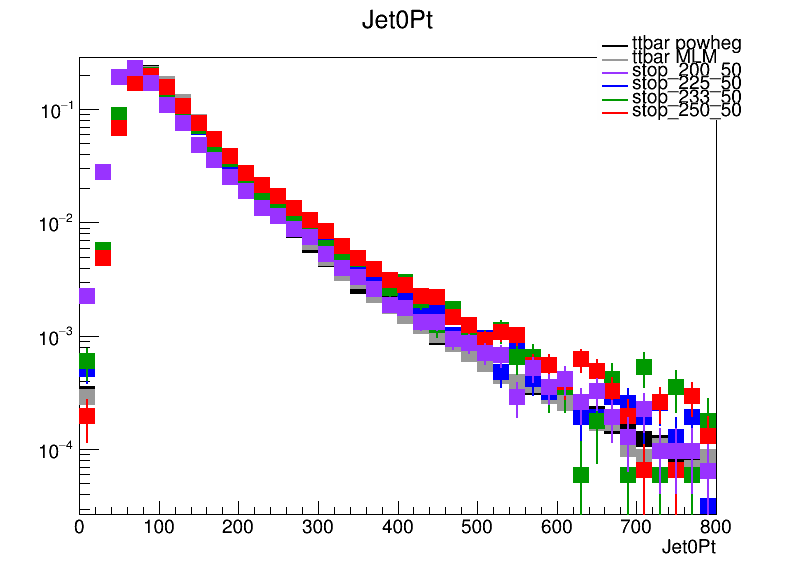 Jet0Pt
ttbar powheg
ttbar MLM
stop_200_50
stop_225_50
stop_233_50
stop_250_50
10⁻¹
10⁻²
10⁻³
10⁻⁴
0 100 200 300 400 500 600 700 800
Jet0Pt